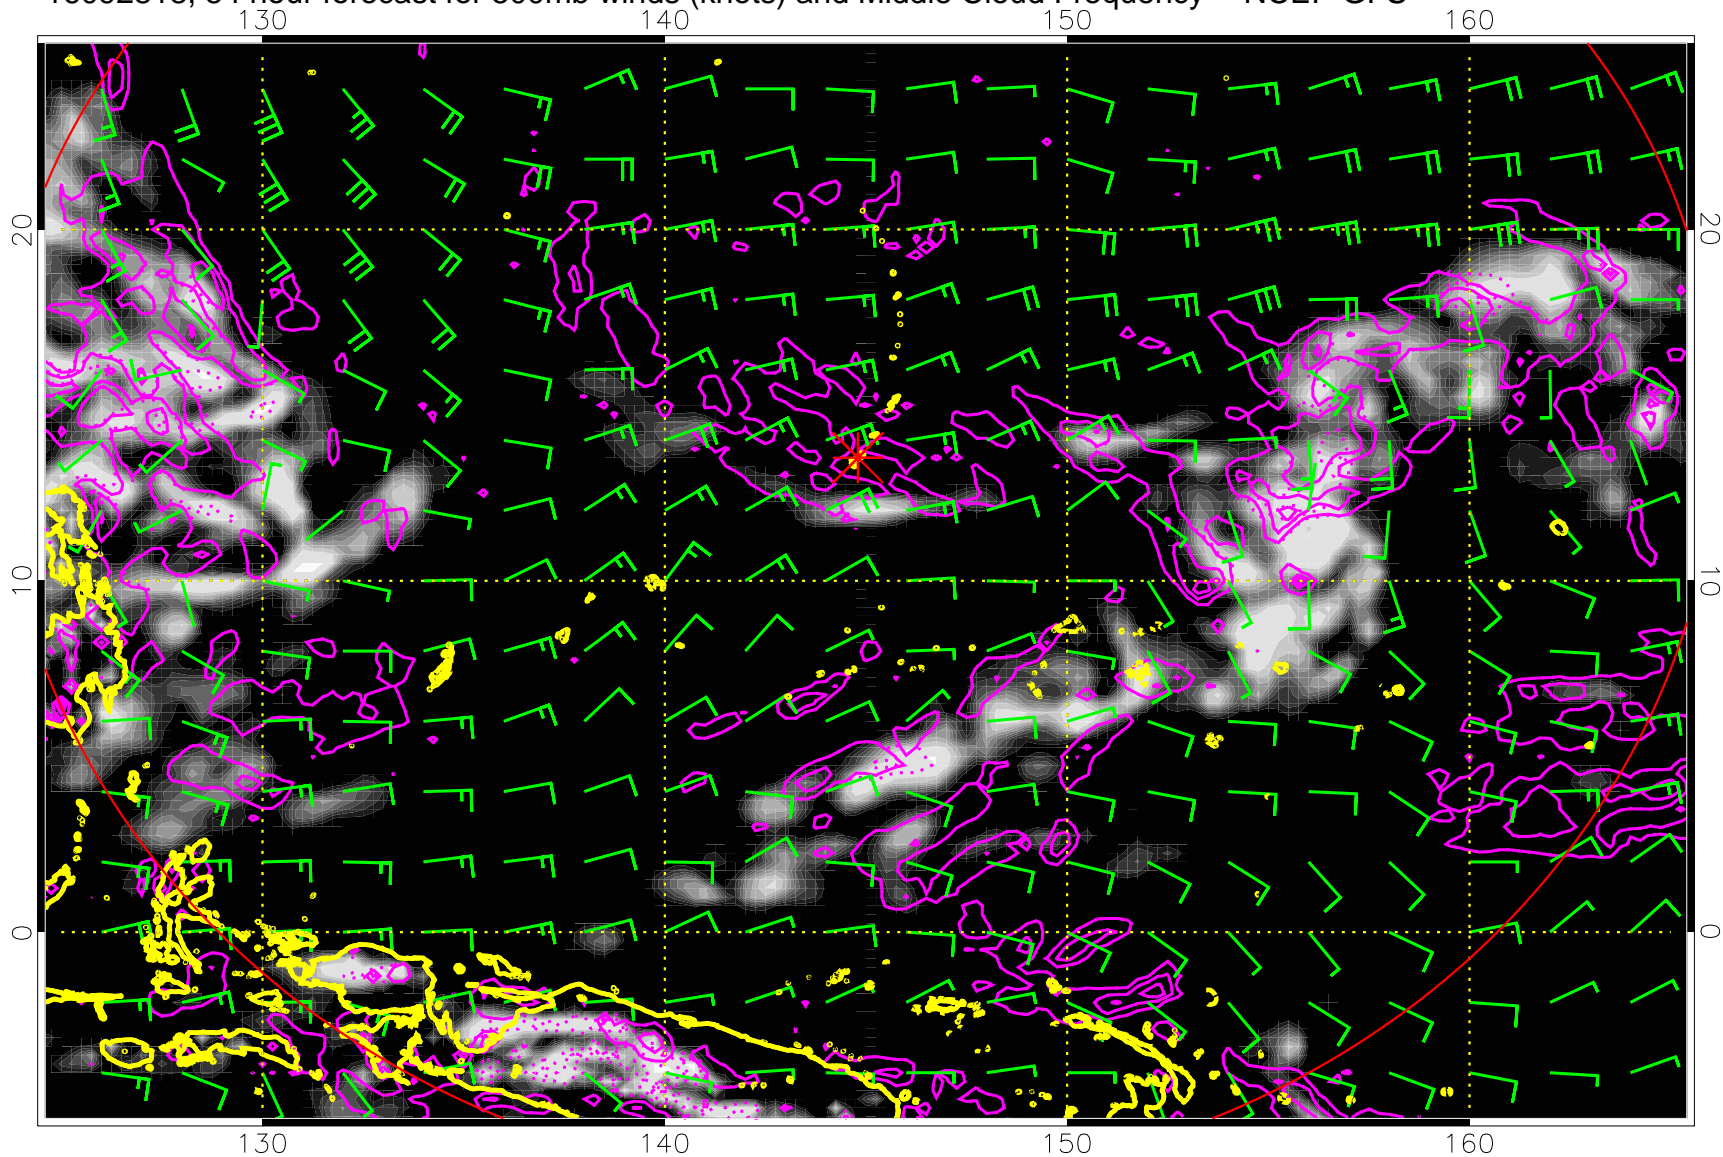 forecast for 500mb winds (knots) and Middle Cloud Frequency
130 140 150 160
20 20
10 10
0 0
130 140 150 160